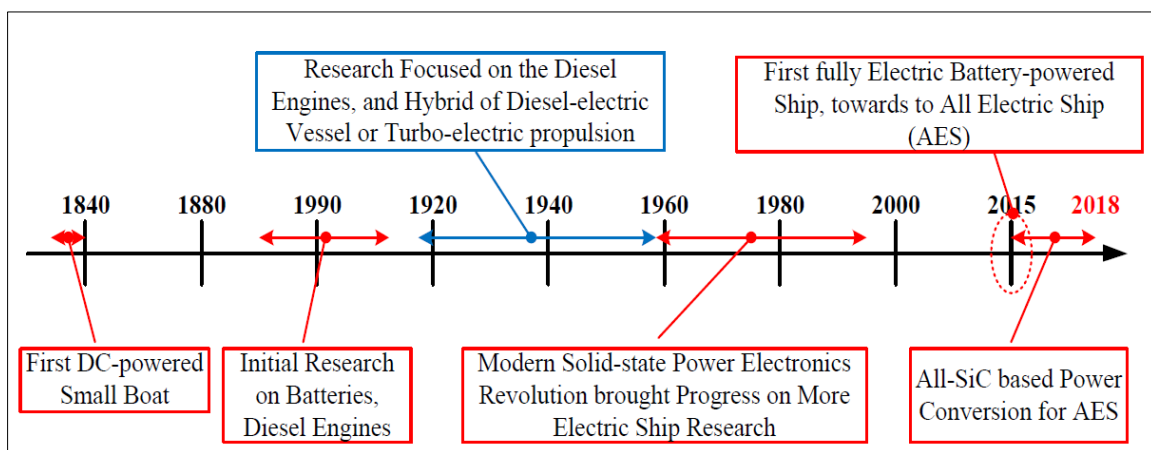 Research Focused on the Diesel
Engines, and Hybrid of Diesel-electric
Vessel or Turbo-electric propulsion
First fully Electric Battery-powered
Ship, towards to All Electric Ship
(AES)
1840 1880 1990 1920 1940 1960 1980 2000 2015 2018
First DC-powered
Small Boat
Initial Research
on Batteries,
Diesel Engines
Modern Solid-state Power Electronics
Revolution brought Progress on More
Electric Ship Research
All-SiC based Power
Conversion for AES